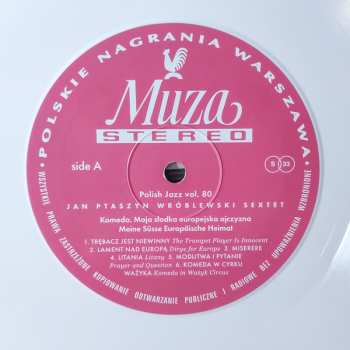 • POLSKIE NAGRANIA WARSZAWA •
Muza
STEREO
side A
S 33
Polish Jazz vol. 80
JAN PTASZYN WRÓBLEWSKI SEXTET
Komeda. Moja słodka europejska ojczyzna
Meine Süsse Europäische Heimat
1. TRĘBACZ JEST NIEWINNY The Trumpet Player Is Innocent
2. LAMENT NAD EUROPĄ Dirge for Europe 3. MISERERE
4. LITANIA Litany 5. MODLITWA I PYTANIE
Prayer and Question 6. KOMEDA W CYRKU
WAŻYKA Komeda in Ważyk Circus
WSZYSTKIE PRAWA ZASTRZEŻONE KOPIOWANIE ODTWARZANIE PUBLICZNE I RADIOWE BEZ UPOWAŻNIENIA WZBRONIONE